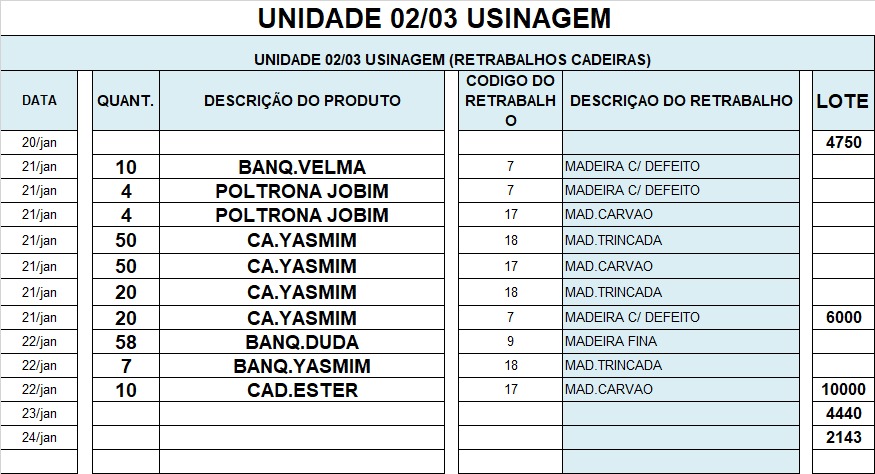 UNIDADE 02/03 USINAGEM
UNIDADE 02/03 USINAGEM (RETRABALHOS CADEIRAS)
DATA QUANT. DESCRIÇÃO DO PRODUTO CODIGO DO RETRABALH O DESCRIÇAO DO RETRABALHO LOTE
20/jan 4750
21/jan 10 BANQ.VELMA 7 MADEIRA C/ DEFEITO
21/jan 4 POLTRONA JOBIM 7 MADEIRA C/ DEFEITO
21/jan 4 POLTRONA JOBIM 17 MAD.CARVAO
21/jan 50 CA.YASMIM 18 MAD.TRINCADA
21/jan 50 CA.YASMIM 17 MAD.CARVAO
21/jan 20 CA.YASMIM 18 MAD.TRINCADA
21/jan 20 CA.YASMIM 7 MADEIRA C/ DEFEITO 6000
22/jan 58 BANQ.DUDA 9 MADEIRA FINA
22/jan 7 BANQ.YASMIM 18 MAD.TRINCADA
22/jan 10 CAD.ESTER 17 MAD.CARVAO 10000
23/jan 4440
24/jan 2143